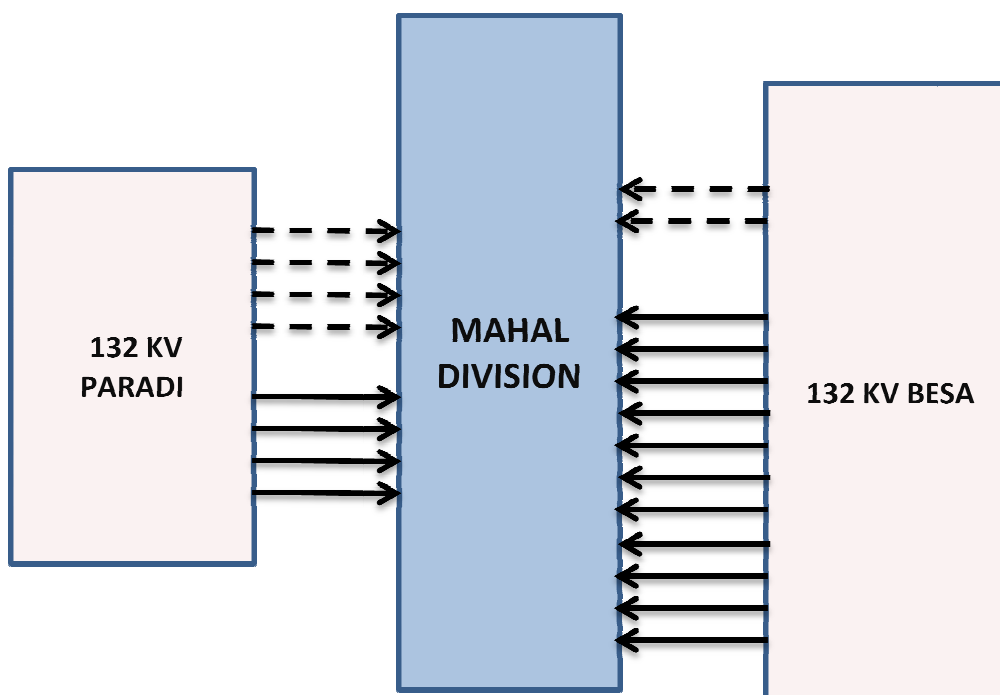 132 KV
PARADI
MAHAL
DIVISION
132 KV BESA